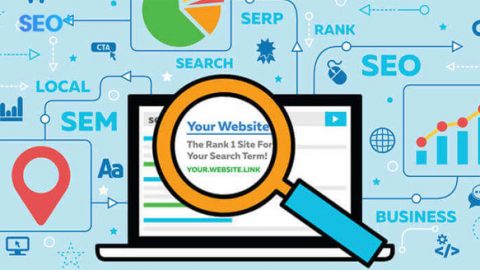 SEO
SERP
RANK
CTA
SEARCH
SEO
LOCAL
SEM
Your Website
The Rank 1 Site For
Your Search Term!
YOUR.WEBSITE.LINK
Aa
BUSINESS